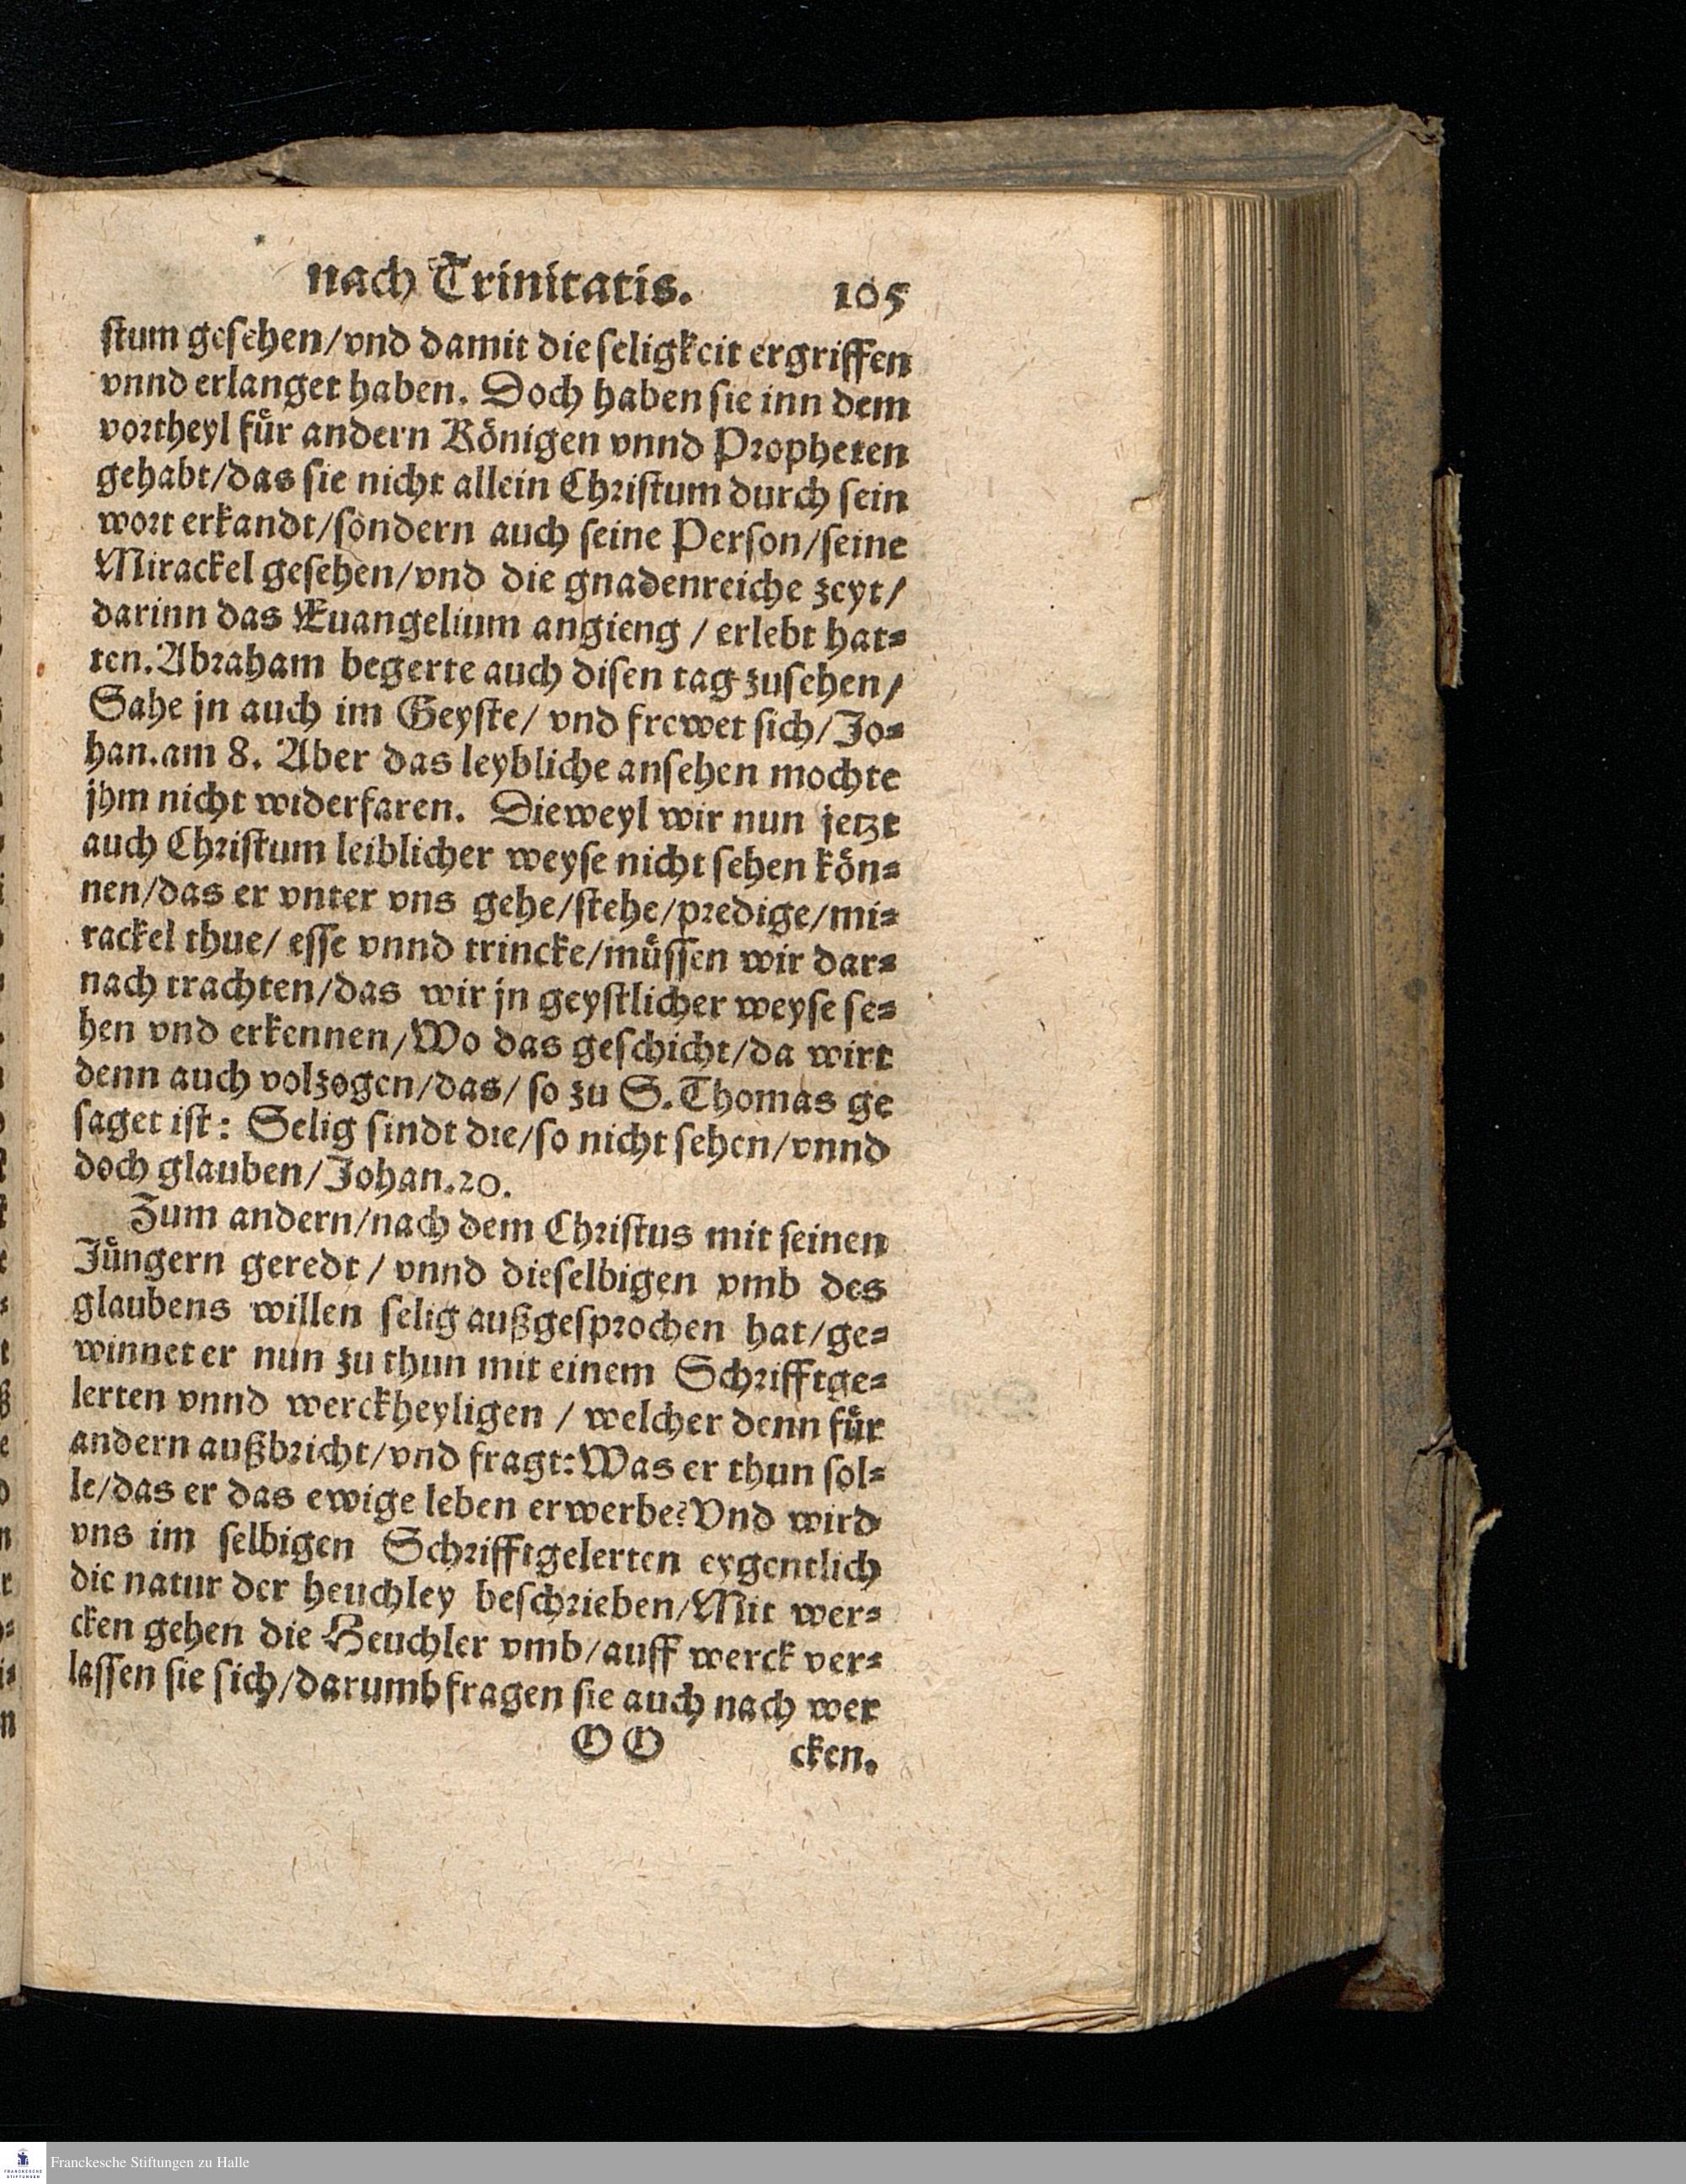 nach Trinitatis. 105
stum gesehen/vnd damit die seligkeit ergriffen
vnnd erlanget haben. Doch haben sie inn dem
vortheyl für andern Königen vnnd Propheten
gehabt/das sie nicht allein Christum durch sein
wort erkandt/sondern auch seine Person/seine
Mirackel gesehen/vnd die gnadenreiche zeyt/
darinn das Euangelium angieng / erlebt hat⸗
ten. Abraham begerte auch disen tag zusehen/
Sahe jn auch im Geyste/ vnd frewet sich/Jo⸗
han. am 8. Aber das leybliche ansehen mochte
jhm nicht widerfaren. Dieweyl wir nun jetzt
auch Christum leiblicher weyse nicht sehen kön⸗
nen/das er vnter vns gehe/stehe/predige/mi⸗
rackel thue/ esse vnnd trincke/müssen wir dar⸗
nach trachten/das wir jn geystlicher weyse se⸗
hen vnd erkennen/Wo das geschicht/da wirt
denn auch volzogen/das/ so zu S. Thomas ge
saget ist: Selig sindt die/so nicht sehen/vnnd
doch glauben/Johan. 20.
Zum andern/nach dem Christus mit seinen
Jüngern geredt / vnnd dieselbigen vmb des
glaubens willen selig außgesprochen hat/ge⸗
winnet er nun zu thun mit einem Schrifftge⸗
lerten vnnd werckheyligen / welcher denn für
andern außbricht/vnd fragt: Was er thun sol⸗
le/das er das ewige leben erwerbe? Vnd wird
vns im selbigen Schrifftgelerten eygentlich
die natur der heuchley beschrieben/Mit wer⸗
cken gehen die Heuchler vmb/auff werck ver⸗
lassen sie sich/darumb fragen sie auch nach wer
O O cken.
Franckesche Stiftungen zu Halle